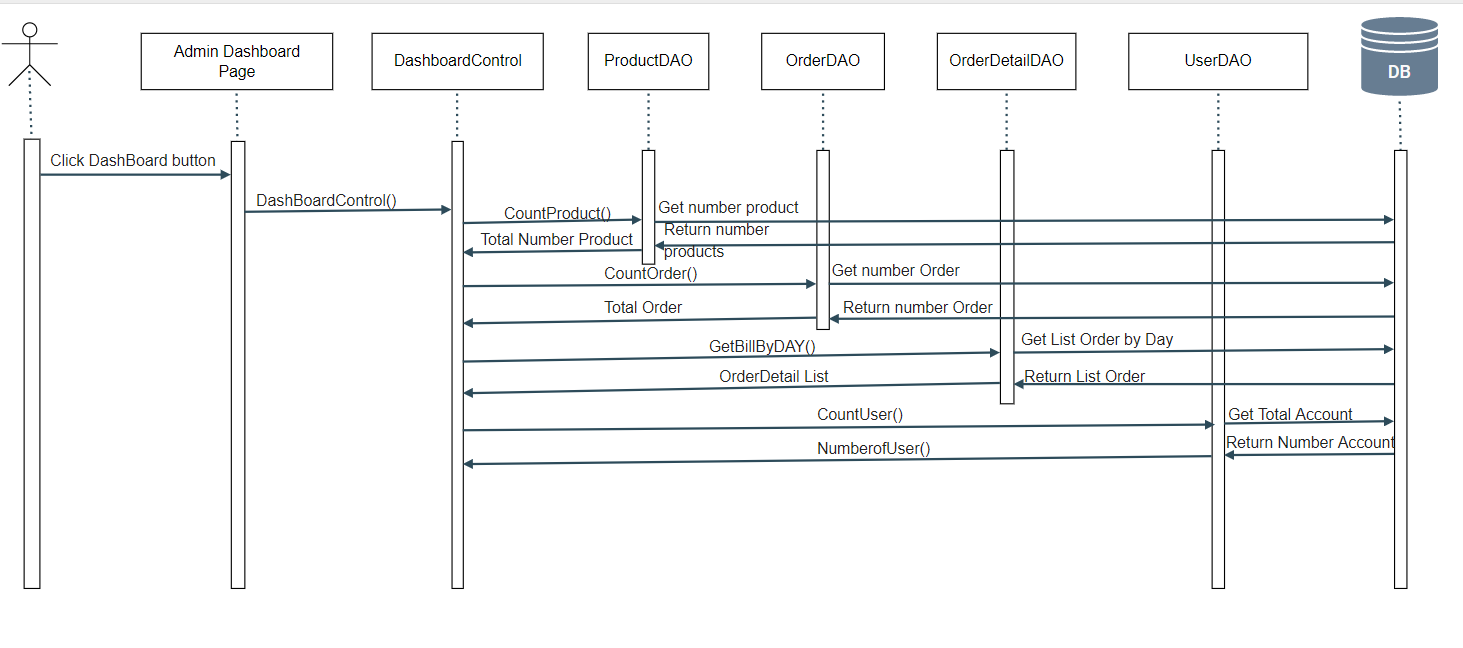 Admin Dashboard
Page
DashboardControl
ProductDAO
OrderDAO
OrderDetailDAO
UserDAO
DB
Click DashBoard button
DashBoardControl()
CountProduct()
Get number product
Total Number Product
Return number
products
CountOrder()
Get number Order
Total Order
Return number Order
GetBillByDAY()
Get List Order by Day
OrderDetail List
Return List Order
CountUser()
Get Total Account
NumberofUser()
Return Number Account